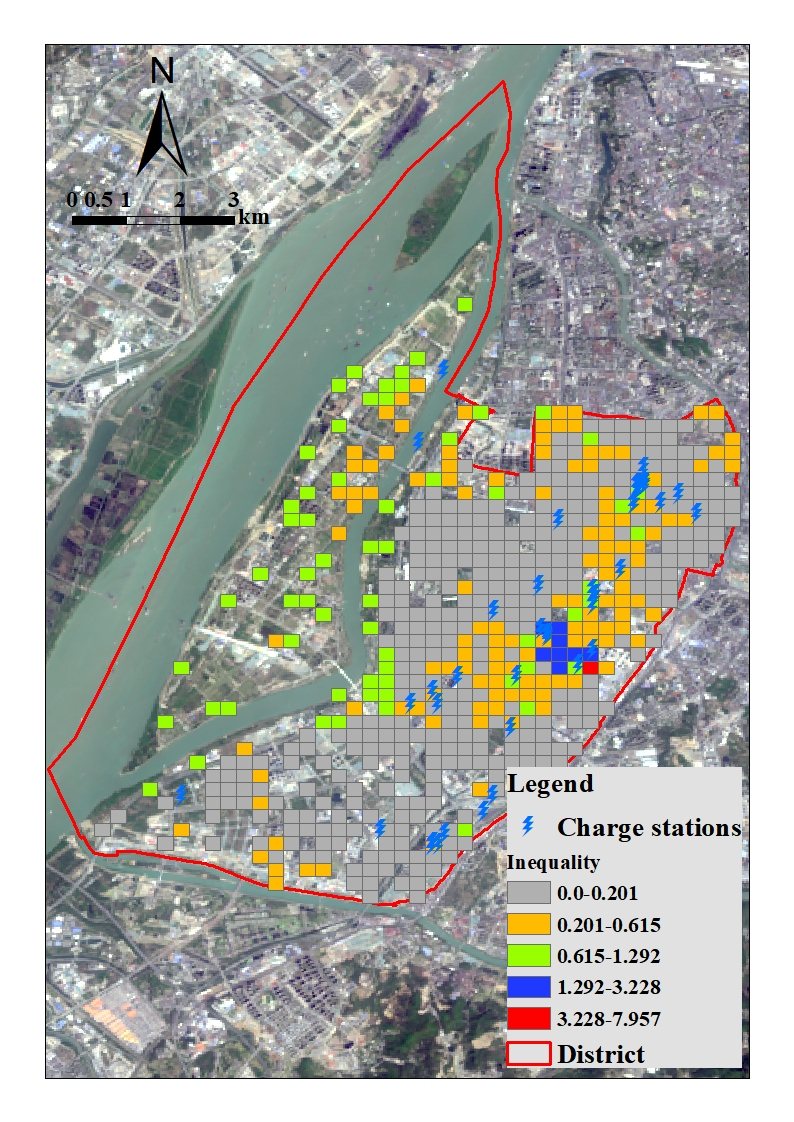 N
0 0.5 1 2 3
km
Legend
Charge stations
Inequality
0.0-0.201
0.201-0.615
0.615-1.292
1.292-3.228
3.228-7.957
District